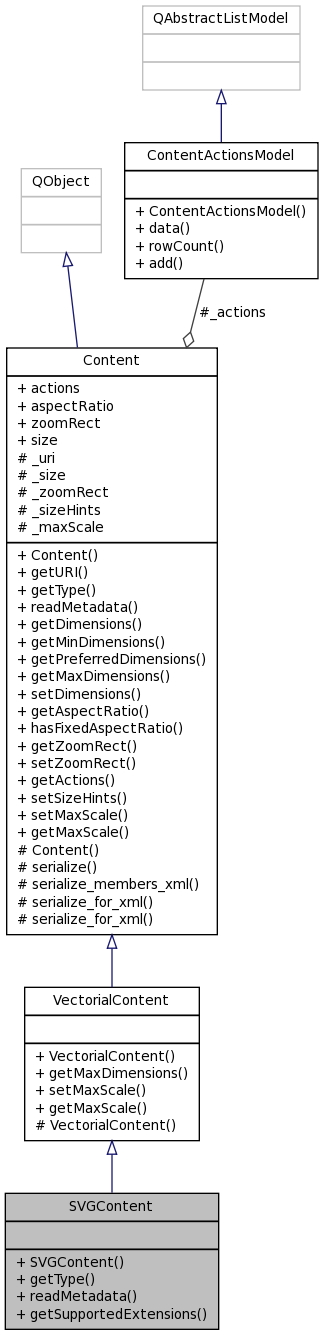 QAbstractListModel
ContentActionsModel
+ ContentActionsModel()
+ data()
+ rowCount()
+ add()
QObject
#_actions
Content
+ actions
+ aspectRatio
+ zoomRect
+ size
# _uri
# _size
# _zoomRect
# _sizeHints
# _maxScale
+ Content()
+ getURI()
+ getType()
+ readMetadata()
+ getDimensions()
+ getMinDimensions()
+ getPreferredDimensions()
+ getMaxDimensions()
+ setDimensions()
+ getAspectRatio()
+ hasFixedAspectRatio()
+ getZoomRect()
+ setZoomRect()
+ getActions()
+ setSizeHints()
+ setMaxScale()
+ getMaxScale()
# Content()
# serialize()
# serialize_members_xml()
# serialize_for_xml()
# serialize_for_xml()
VectorialContent
+ VectorialContent()
+ getMaxDimensions()
+ setMaxScale()
+ getMaxScale()
# VectorialContent()
SVGContent
+ SVGContent()
+ getType()
+ readMetadata()
+ getSupportedExtensions()